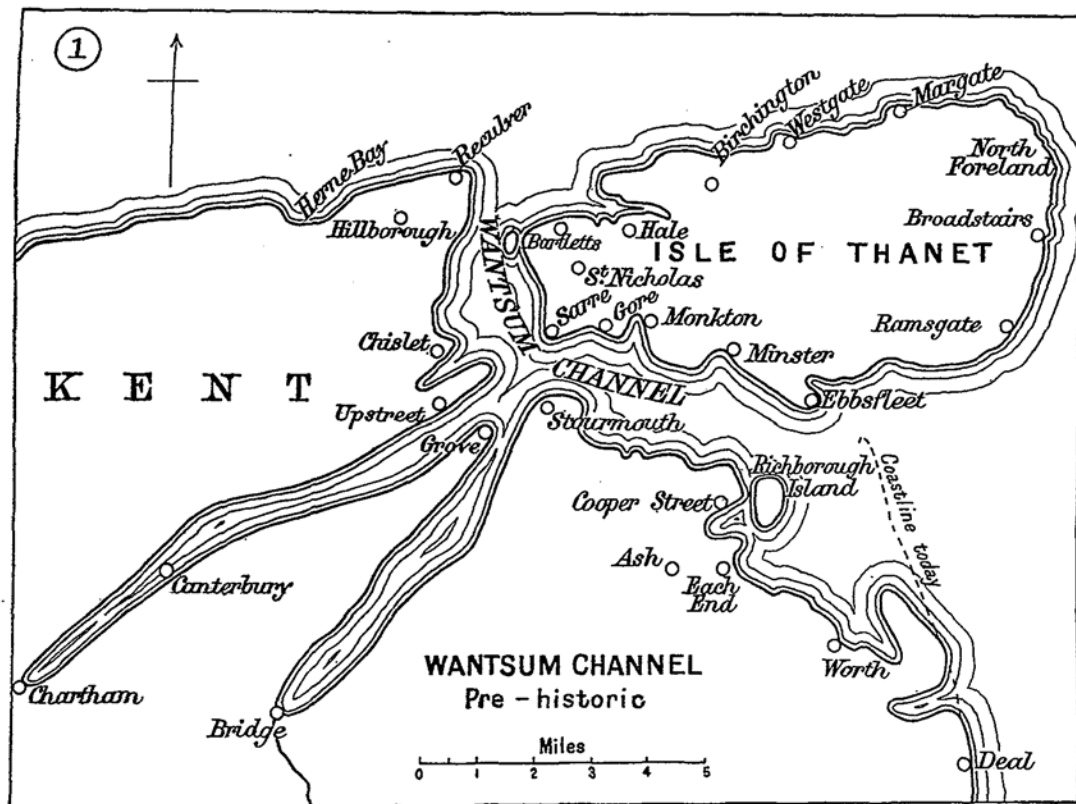 1
Herne Bay
Reculver
Birchington
Westgate
Margate
North
Foreland
Hillborough
WANTSUM
CHANNEL
Bartletts
Hale
Broadstairs
ISLE OF THANET
St. Nicholas
Sarre
Gore
Monkton
Ramsgate
Chislet
Minster
KENT
Upstreet
Ebbsfleet
Stourmouth
Grove
Richborough
Island
Cooper Street
Coastline today
Canterbury
Ash
Each
End
Worth
WANTSUM CHANNEL
Pre-historic
Chartham
Bridge
Miles
0 1 2 3 4 5
Deal